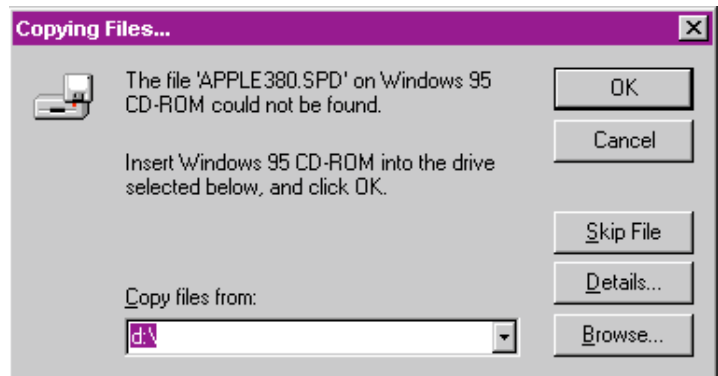 Copying Files...
The file 'APPLE380.SPD' on Windows 95
CD-ROM could not be found.
Insert Windows 95 CD-ROM into the drive
selected below, and click OK.
Copy files from:
d:\
OK
Cancel
Skip File
Details...
Browse...